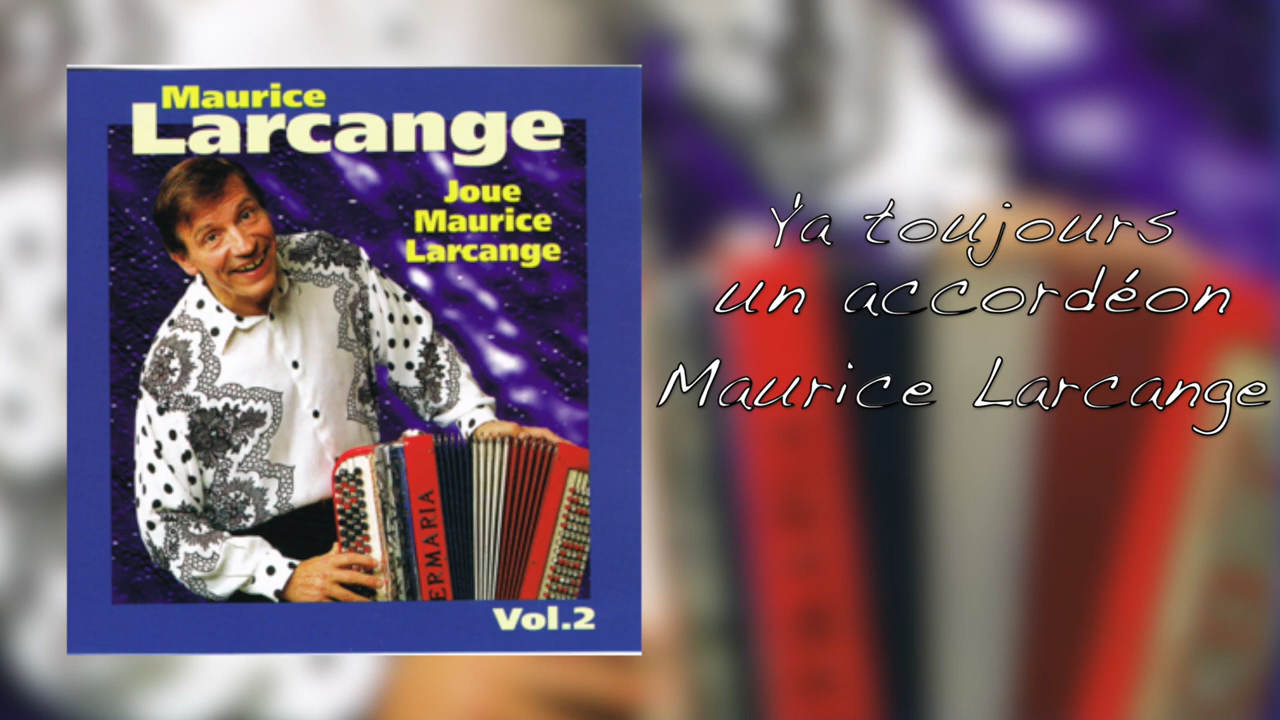 Maurice
Larcange
Joue
Maurice
Larcange
ERMARIA
Vol.2
Ya toujours
un accordéon
Maurice Larcange